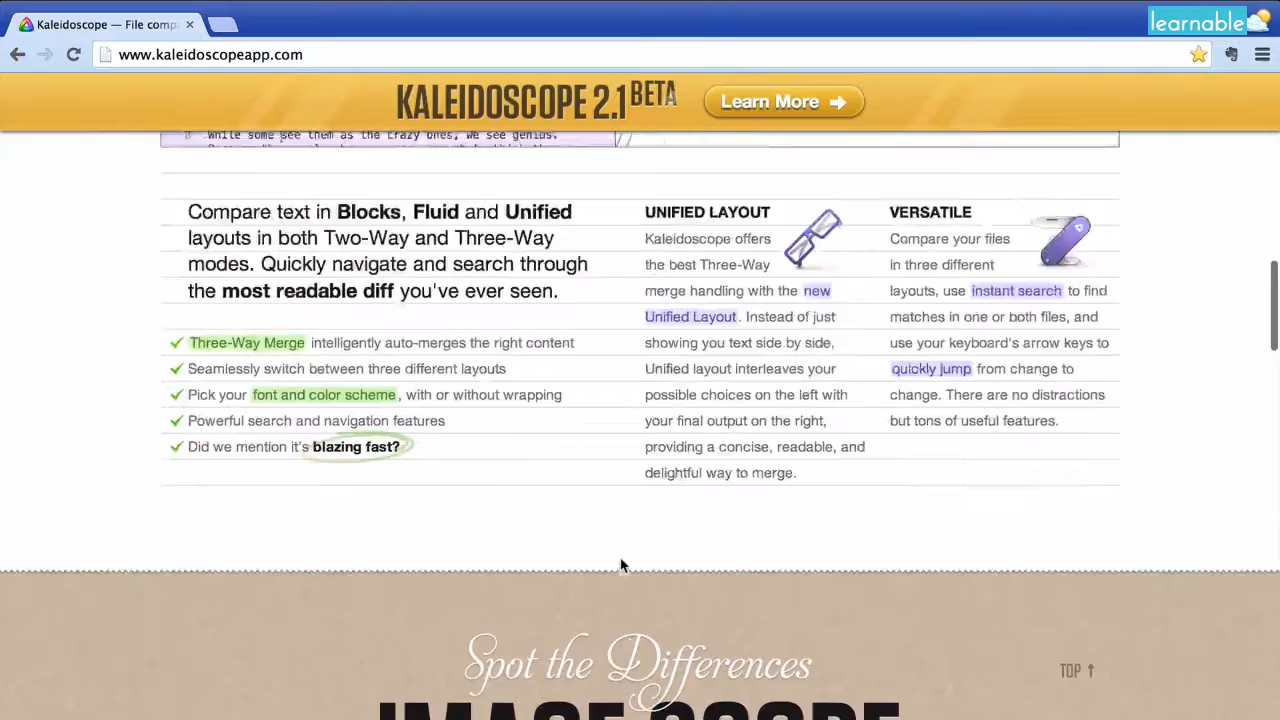 Kaleidoscope — File comp
learnable
www.kaleidoscopeapp.com
KALEIDOSCOPE 2.1 BETA
Learn More
While some see them as the crazy ones, we see genius.
Compare text in Blocks, Fluid and Unified
layouts in both Two-Way and Three-Way
modes. Quickly navigate and search through
the most readable diff you've ever seen.
Three-Way Merge intelligently auto-merges the right content
Seamlessly switch between three different layouts
Pick your font and color scheme, with or without wrapping
Powerful search and navigation features
Did we mention it's blazing fast?
UNIFIED LAYOUT
Kaleidoscope offers
the best Three-Way
merge handling with the new
Unified Layout. Instead of just
showing you text side by side,
Unified layout interleaves your
possible choices on the left with
your final output on the right,
providing a concise, readable, and
delightful way to merge.
VERSATILE
Compare your files
in three different
layouts, use instant search to find
matches in one or both files, and
use your keyboard's arrow keys to
quickly jump from change to
change. There are no distractions
but tons of useful features.
Spot the Differences
TOP ↑
IMAGE SCOPE